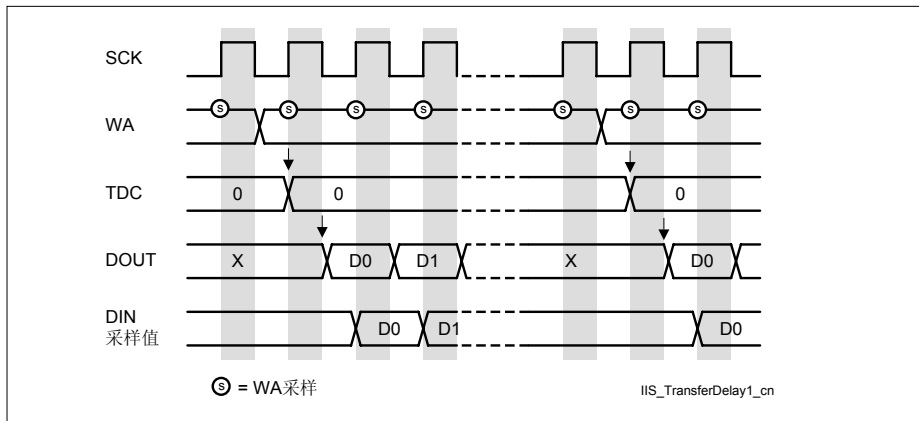 SCK
S S S S S S S
WA
TDC 0 0 0
DOUT X D0 D1 X D0
DIN
采样值 D0 D1 D0
S = WA采样
IIS_TransferDelay1_cn